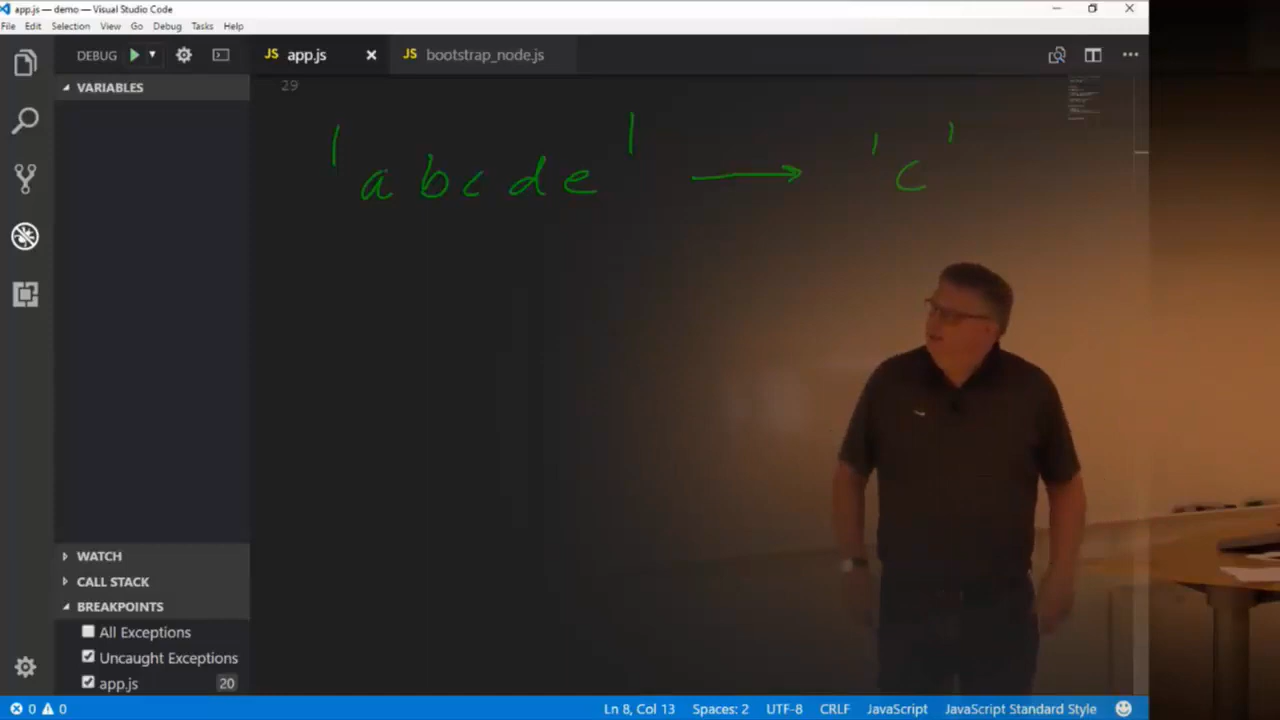 app.js — demo — Visual Studio Code
File Edit Selection View Go Debug Tasks Help
DEBUG JS app.js JS bootstrap_node.js
VARIABLES
29
'abcde' → 'c'
WATCH
CALL STACK
BREAKPOINTS
All Exceptions
Uncaught Exceptions
app.js 20
0 0 Ln 8, Col 13 Spaces: 2 UTF-8 CRLF JavaScript JavaScript Standard Style